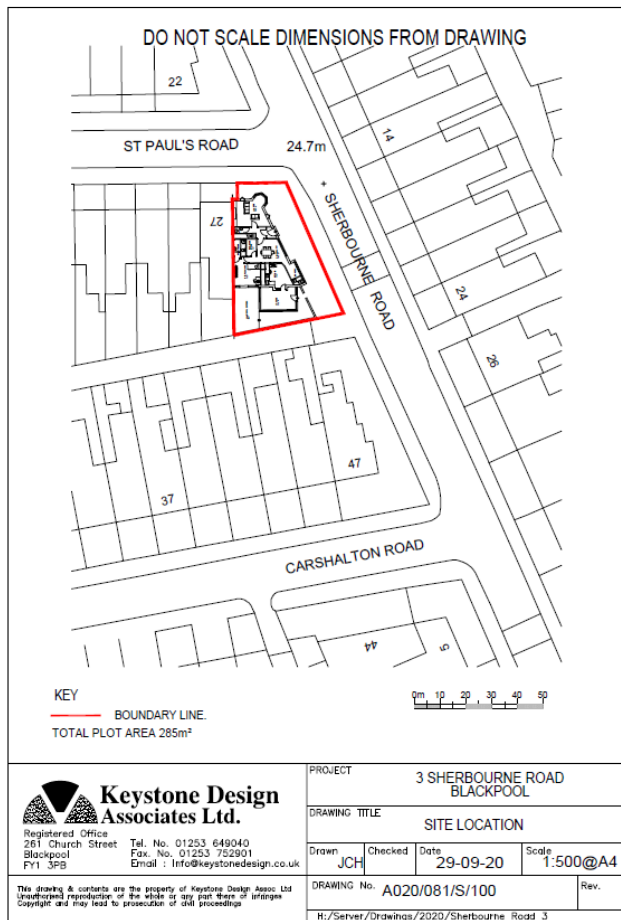 DO NOT SCALE DIMENSIONS FROM DRAWING
22
ST PAUL'S ROAD
24.7m
14
SHERBOURNE ROAD
27
24
26
47
37
CARSHALTON ROAD
44
5
KEY
BOUNDARY LINE.
TOTAL PLOT AREA 285m²
0m 10 20 30 40 50
Keystone Design
Associates Ltd.
Registered Office
261 Church Street
Blackpool
FY1 3PB
Tel. No. 01253 649040
Fax. No. 01253 752901
Email : Info@keystonedesign.co.uk
This drawing & contents are the property of Keystone Design Assoc Ltd
Unauthorised reproduction of the whole or any part there of infringes
Copyright and may lead to prosecution of civil proceedings
PROJECT
3 SHERBOURNE ROAD
BLACKPOOL
DRAWING TITLE
SITE LOCATION
Drawn JCH
Checked
Date 29-09-20
Scale 1:500@A4
DRAWING No. A020/081/S/100
Rev.
H:/Server/Drawings/2020/Sherbourne Road 3